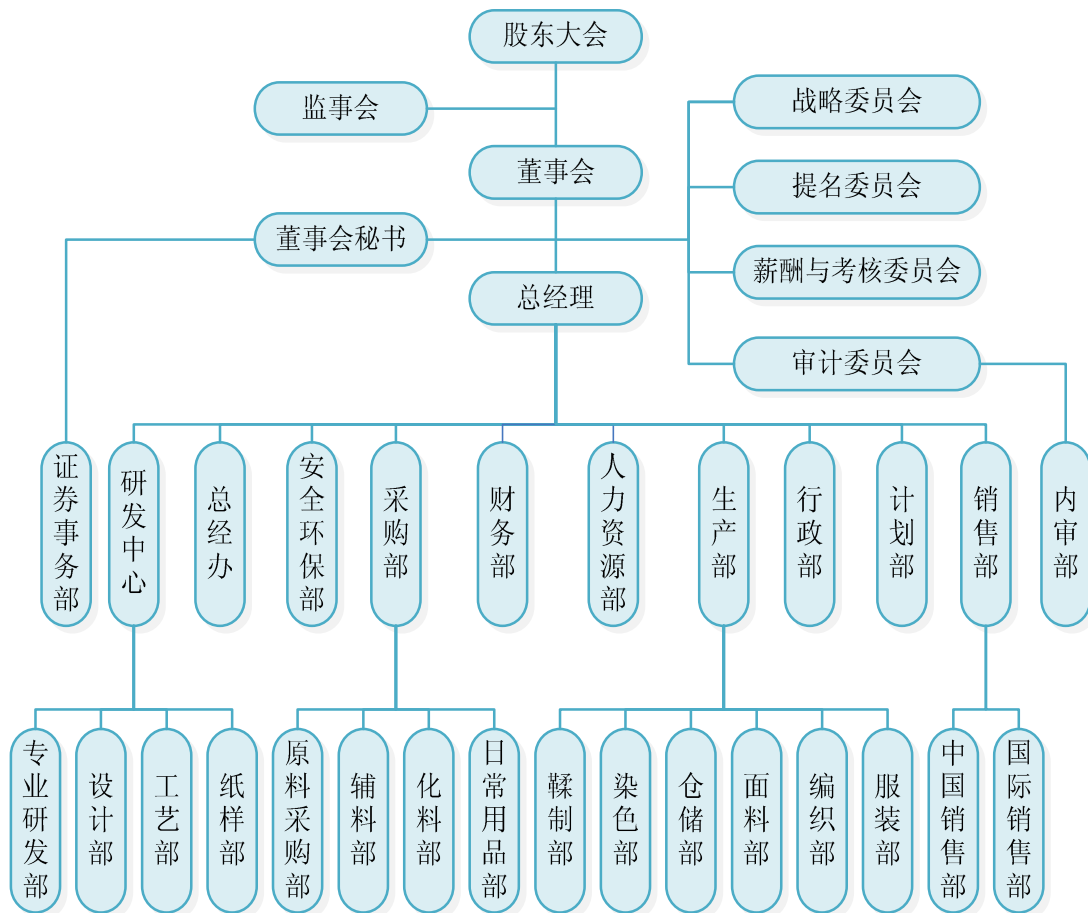 股东大会
监事会
战略委员会
董事会
提名委员会
董事会秘书
薪酬与考核委员会
总经理
审计委员会
证券事务部
研发中心
总经办
安全环保部
采购部
财务部
人力资源部
生产部
行政部
计划部
销售部
内审部
专业研发部
设计部
工艺部
纸样部
原料采购部
辅料部
化料部
日常用品部
鞣制部
染色部
仓储部
面料部
编织部
服装部
中国销售部
国际销售部